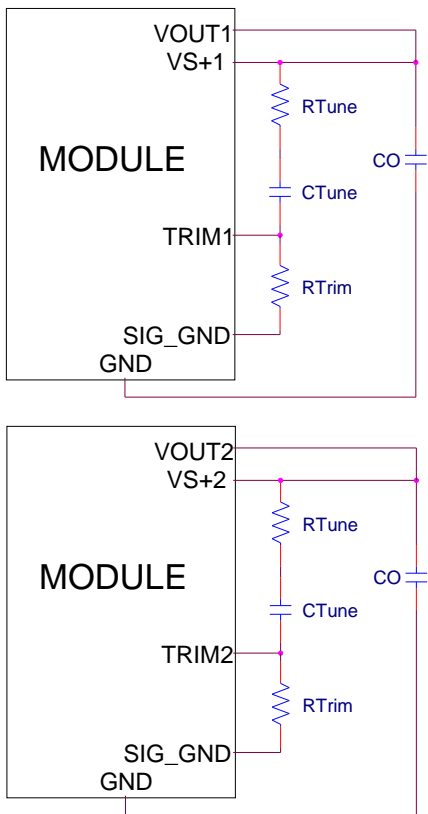 VOUT1
VS+1
RTune
MODULE
CO
CTune
TRIM1
RTrim
SIG_GND
GND
VOUT2
VS+2
RTune
MODULE
CO
CTune
TRIM2
RTrim
SIG_GND
GND